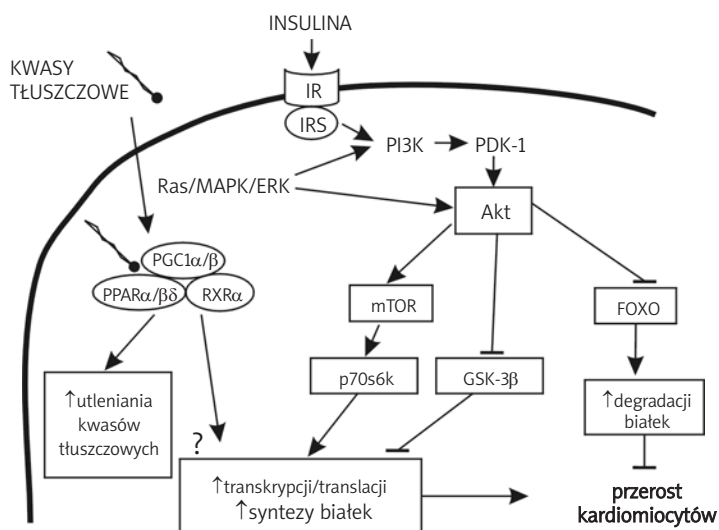 INSULINA
KWASY
TŁUSZCZOWE
IR
IRS
PI3K
PDK-1
Ras/MAPK/ERK
Akt
PGC1α/β
PPARα/βδ
RXRα
mTOR
FOXO
p70s6k
GSK-3β
↑utleniania
kwasów
tłuszczowych
↑degradacji
białek
?
↑transkrypcji/translacji
↑syntezy białek
przerost
kardiomiocytów